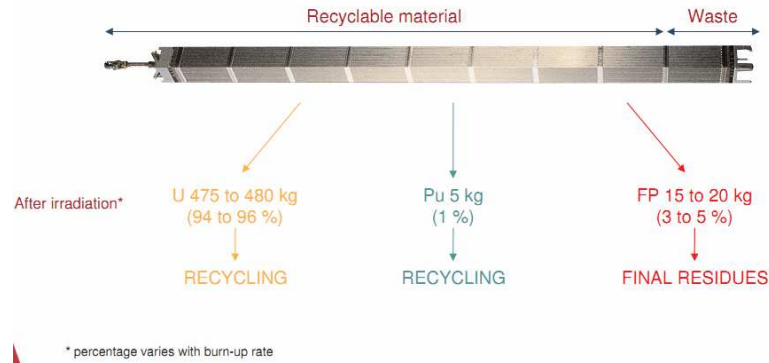 Recyclable material
Waste
After irradiation*
U 475 to 480 kg
(94 to 96 %)
Pu 5 kg
(1 %)
FP 15 to 20 kg
(3 to 5 %)
RECYCLING
RECYCLING
FINAL RESIDUES
* percentage varies with burn-up rate